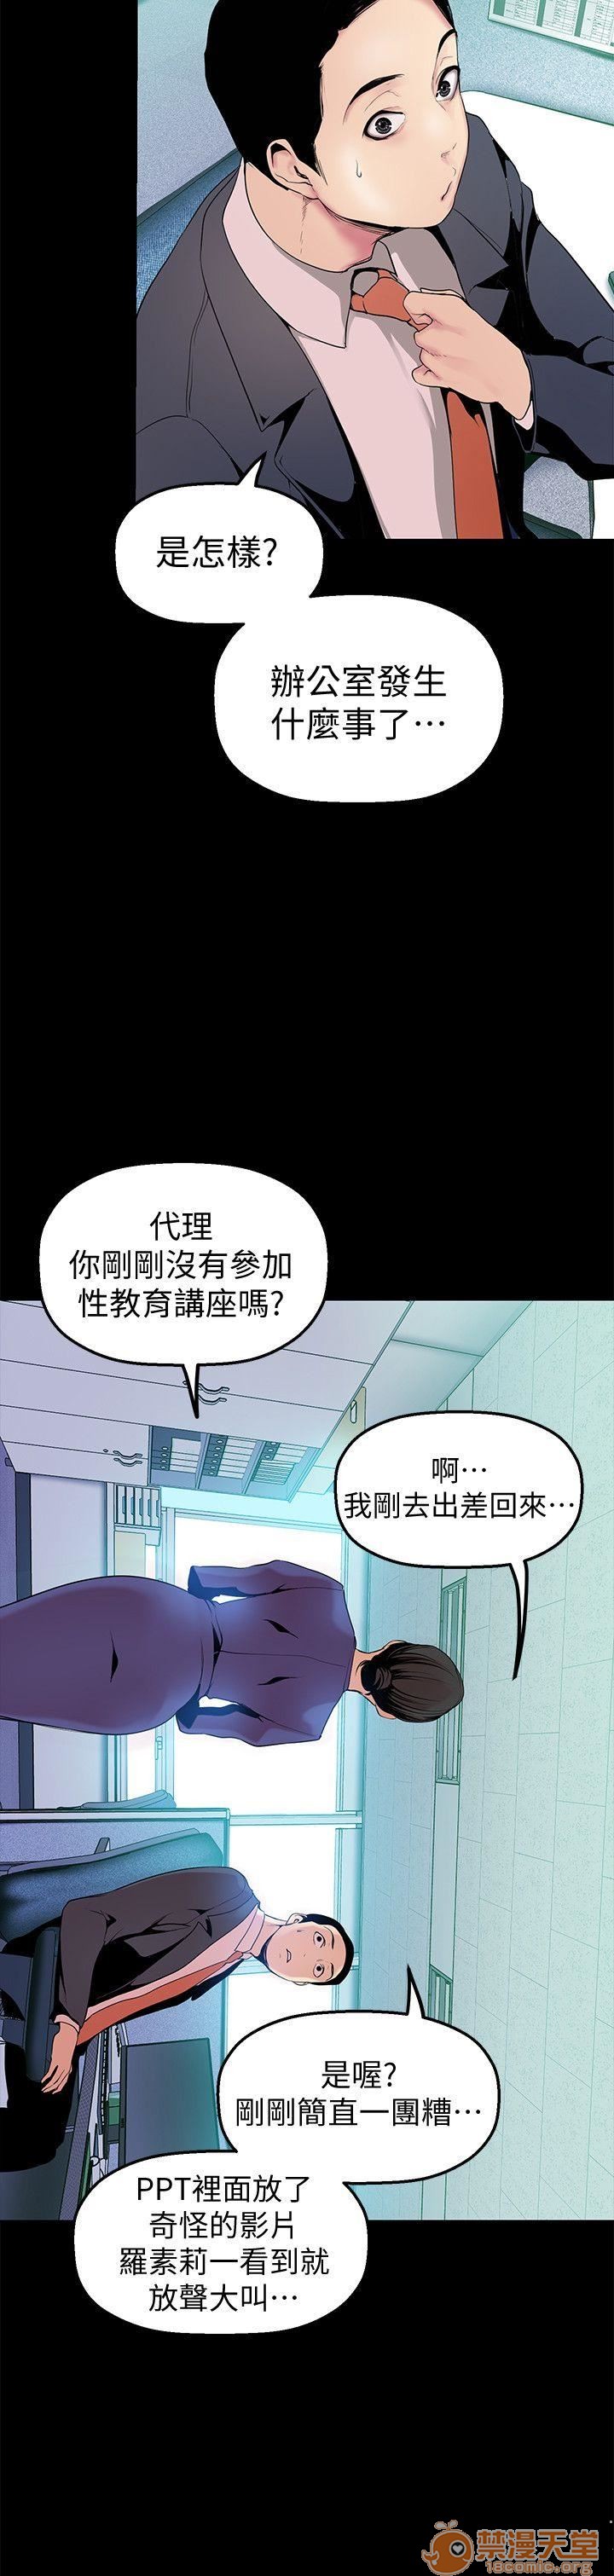 是怎樣?
辦公室發生
什麼事了…
代理
你剛剛沒有參加
性教育講座嗎?
啊…
我剛去出差回來…
是喔?
剛剛簡直一團糟…
PPT裡面放了
奇怪的影片
羅素莉一看到就
放聲大叫…
禁漫天堂
18comic.org